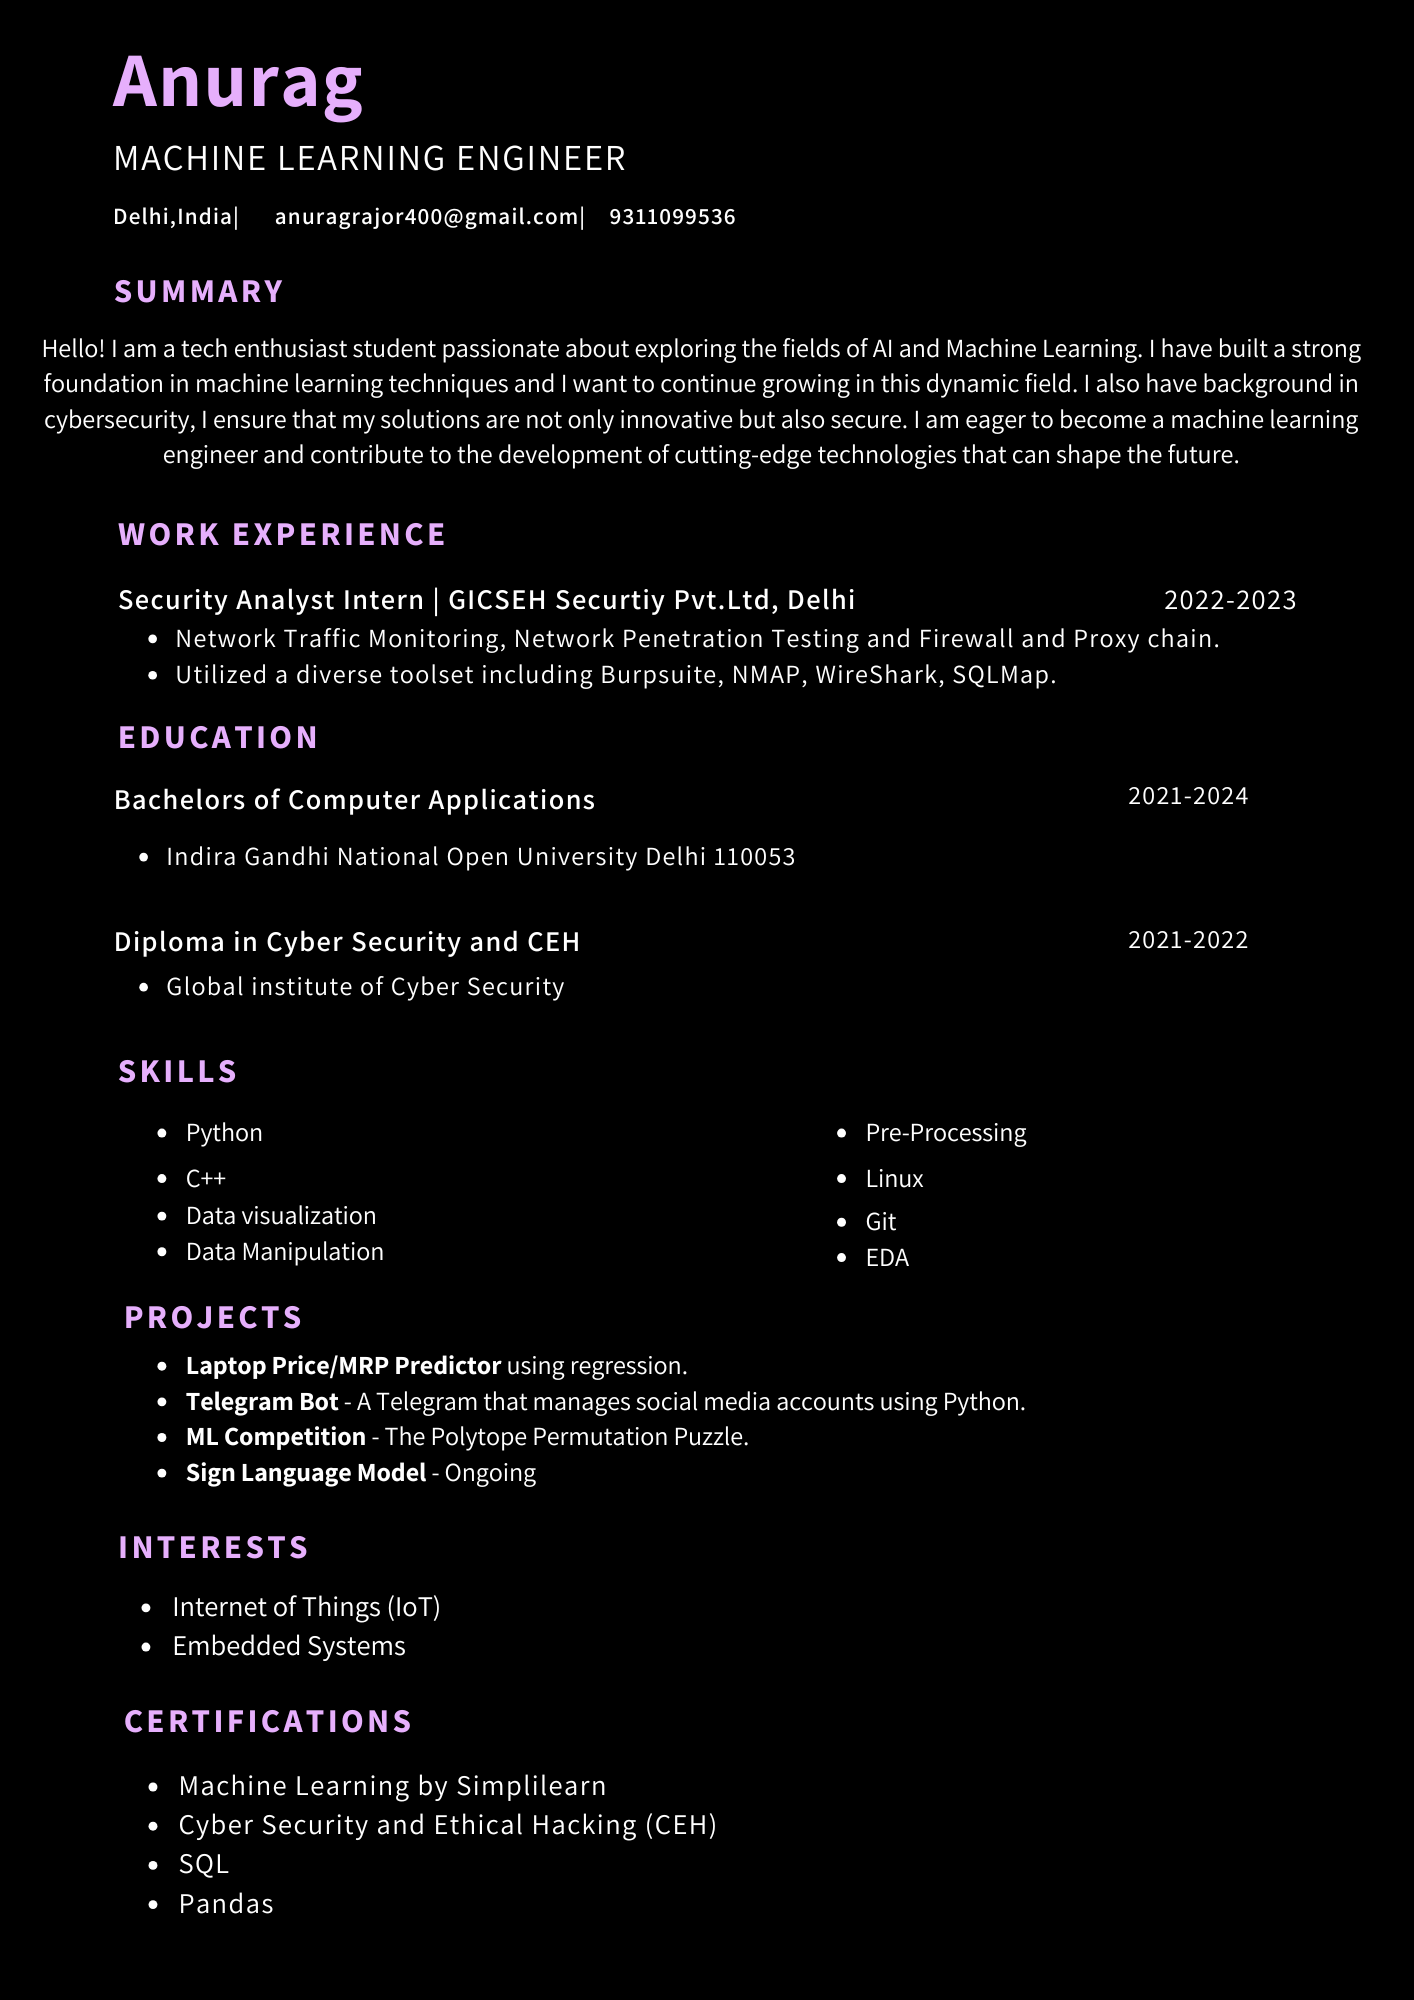 Anurag
MACHINE LEARNING ENGINEER
Delhi,India| anuragrajor400@gmail.com| 9311099536
SUMMARY
Hello! I am a tech enthusiast student passionate about exploring the fields of AI and Machine Learning. I have built a strong
foundation in machine learning techniques and I want to continue growing in this dynamic field. I also have background in
cybersecurity, I ensure that my solutions are not only innovative but also secure. I am eager to become a machine learning
engineer and contribute to the development of cutting-edge technologies that can shape the future.
WORK EXPERIENCE
Security Analyst Intern | GICSEH Securtiy Pvt.Ltd, Delhi 2022-2023
• Network Traffic Monitoring, Network Penetration Testing and Firewall and Proxy chain.
• Utilized a diverse toolset including Burpsuite, NMAP, WireShark, SQLMap.
EDUCATION
Bachelors of Computer Applications 2021-2024
• Indira Gandhi National Open University Delhi 110053
Diploma in Cyber Security and CEH 2021-2022
• Global institute of Cyber Security
SKILLS
• Python
• C++
• Data visualization
• Data Manipulation
• Pre-Processing
• Linux
• Git
• EDA
PROJECTS
• Laptop Price/MRP Predictor using regression.
• Telegram Bot - A Telegram that manages social media accounts using Python.
• ML Competition - The Polytope Permutation Puzzle.
• Sign Language Model - Ongoing
INTERESTS
• Internet of Things (IoT)
• Embedded Systems
CERTIFICATIONS
• Machine Learning by Simplilearn
• Cyber Security and Ethical Hacking (CEH)
• SQL
• Pandas